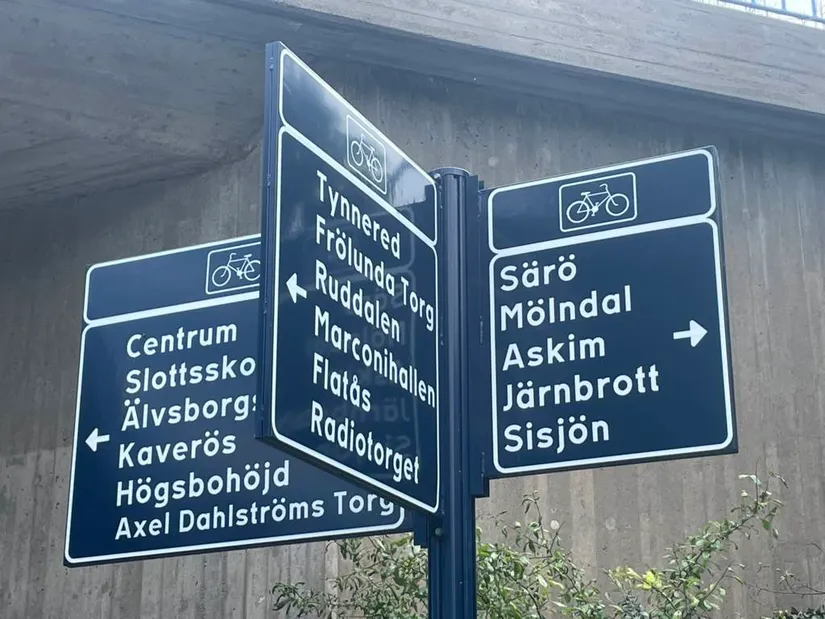 Centrum
Kaverös
Högsbohöjd
Axel Dahlströms Torg
Tynnered
Frölunda Torg
Ruddalen
Marconihallen
Flatås
Radiotorget
Särö
Mölndal
Askim
Järnbrott
Sisjön